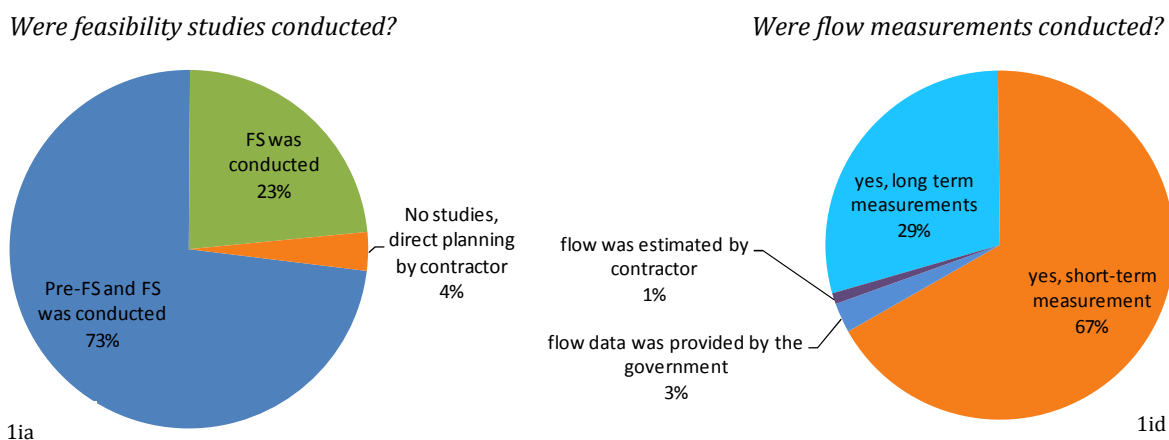 Were feasibility studies conducted?
FS was
conducted
23%
No studies,
direct planning
by contractor
4%
Pre-FS and FS
was conducted
73%
1ia
Were flow measurements conducted?
yes, long term
measurements
29%
flow was estimated by
contractor
1%
yes, short-term
measurement
67%
flow data was provided by the
government
3%
1id